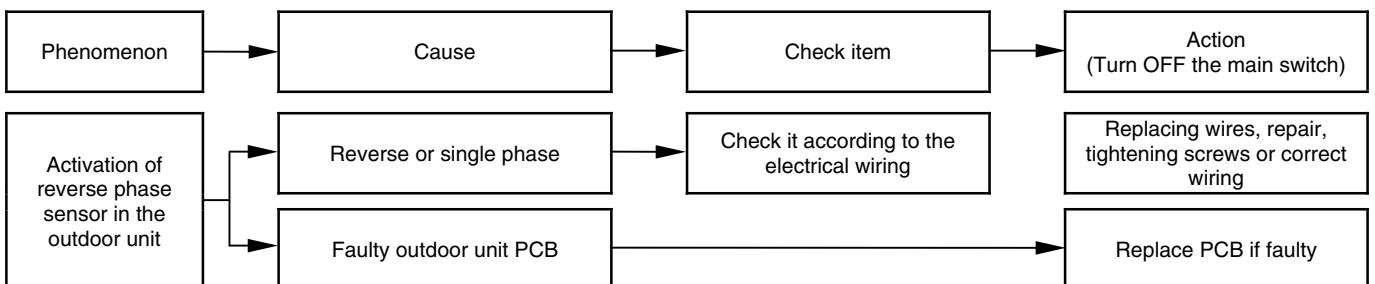 Phenomenon
Cause
Check item
Action
(Turn OFF the main switch)
Activation of
reverse phase
sensor in the
outdoor unit
Reverse or single phase
Check it according to the
electrical wiring
Replacing wires, repair,
tightening screws or correct
wiring
Faulty outdoor unit PCB
Replace PCB if faulty